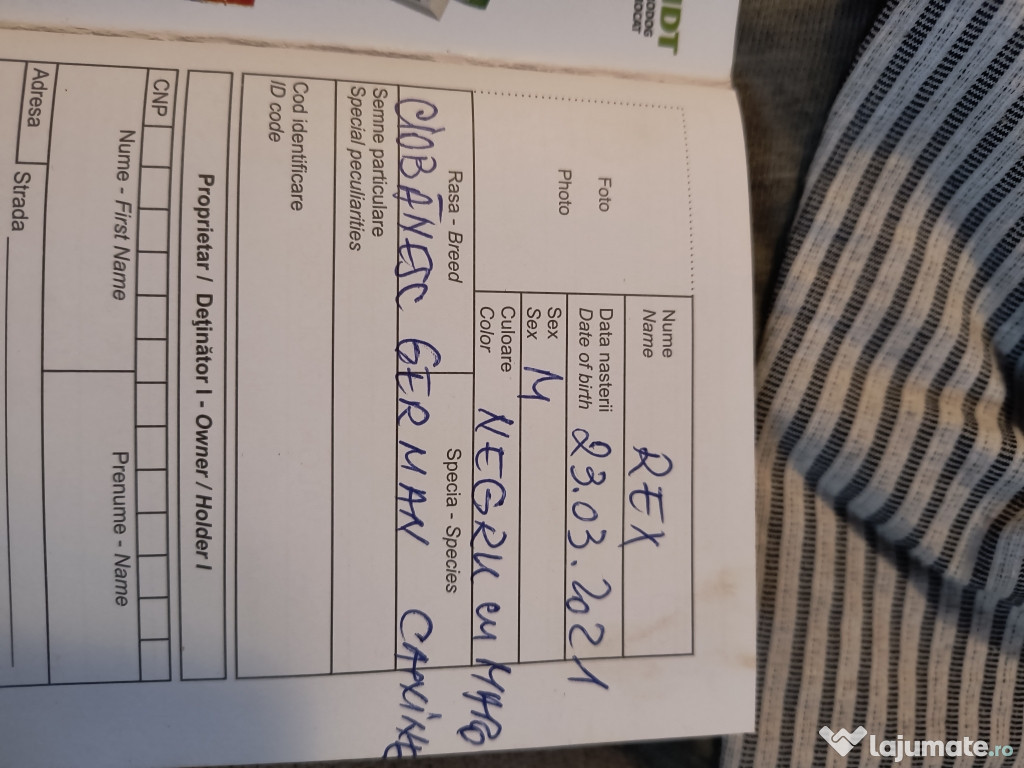 IDT
Nume
Name
REX
Data nasterii
Date of birth
23.03.2021
Sex
Sex
M
Foto
Photo
Culoare
Color
NEGRU cu MARO
Rasa - Breed
Specia - Species
CIOBĂNESC GERMAN
CANINE
Semne particulare
Special peculiarities
Cod identificare
ID code
Proprietar / Deținător I - Owner / Holder I
CNP
Nume - First Name
Prenume - Name
Adresa
Strada
lajumate.ro